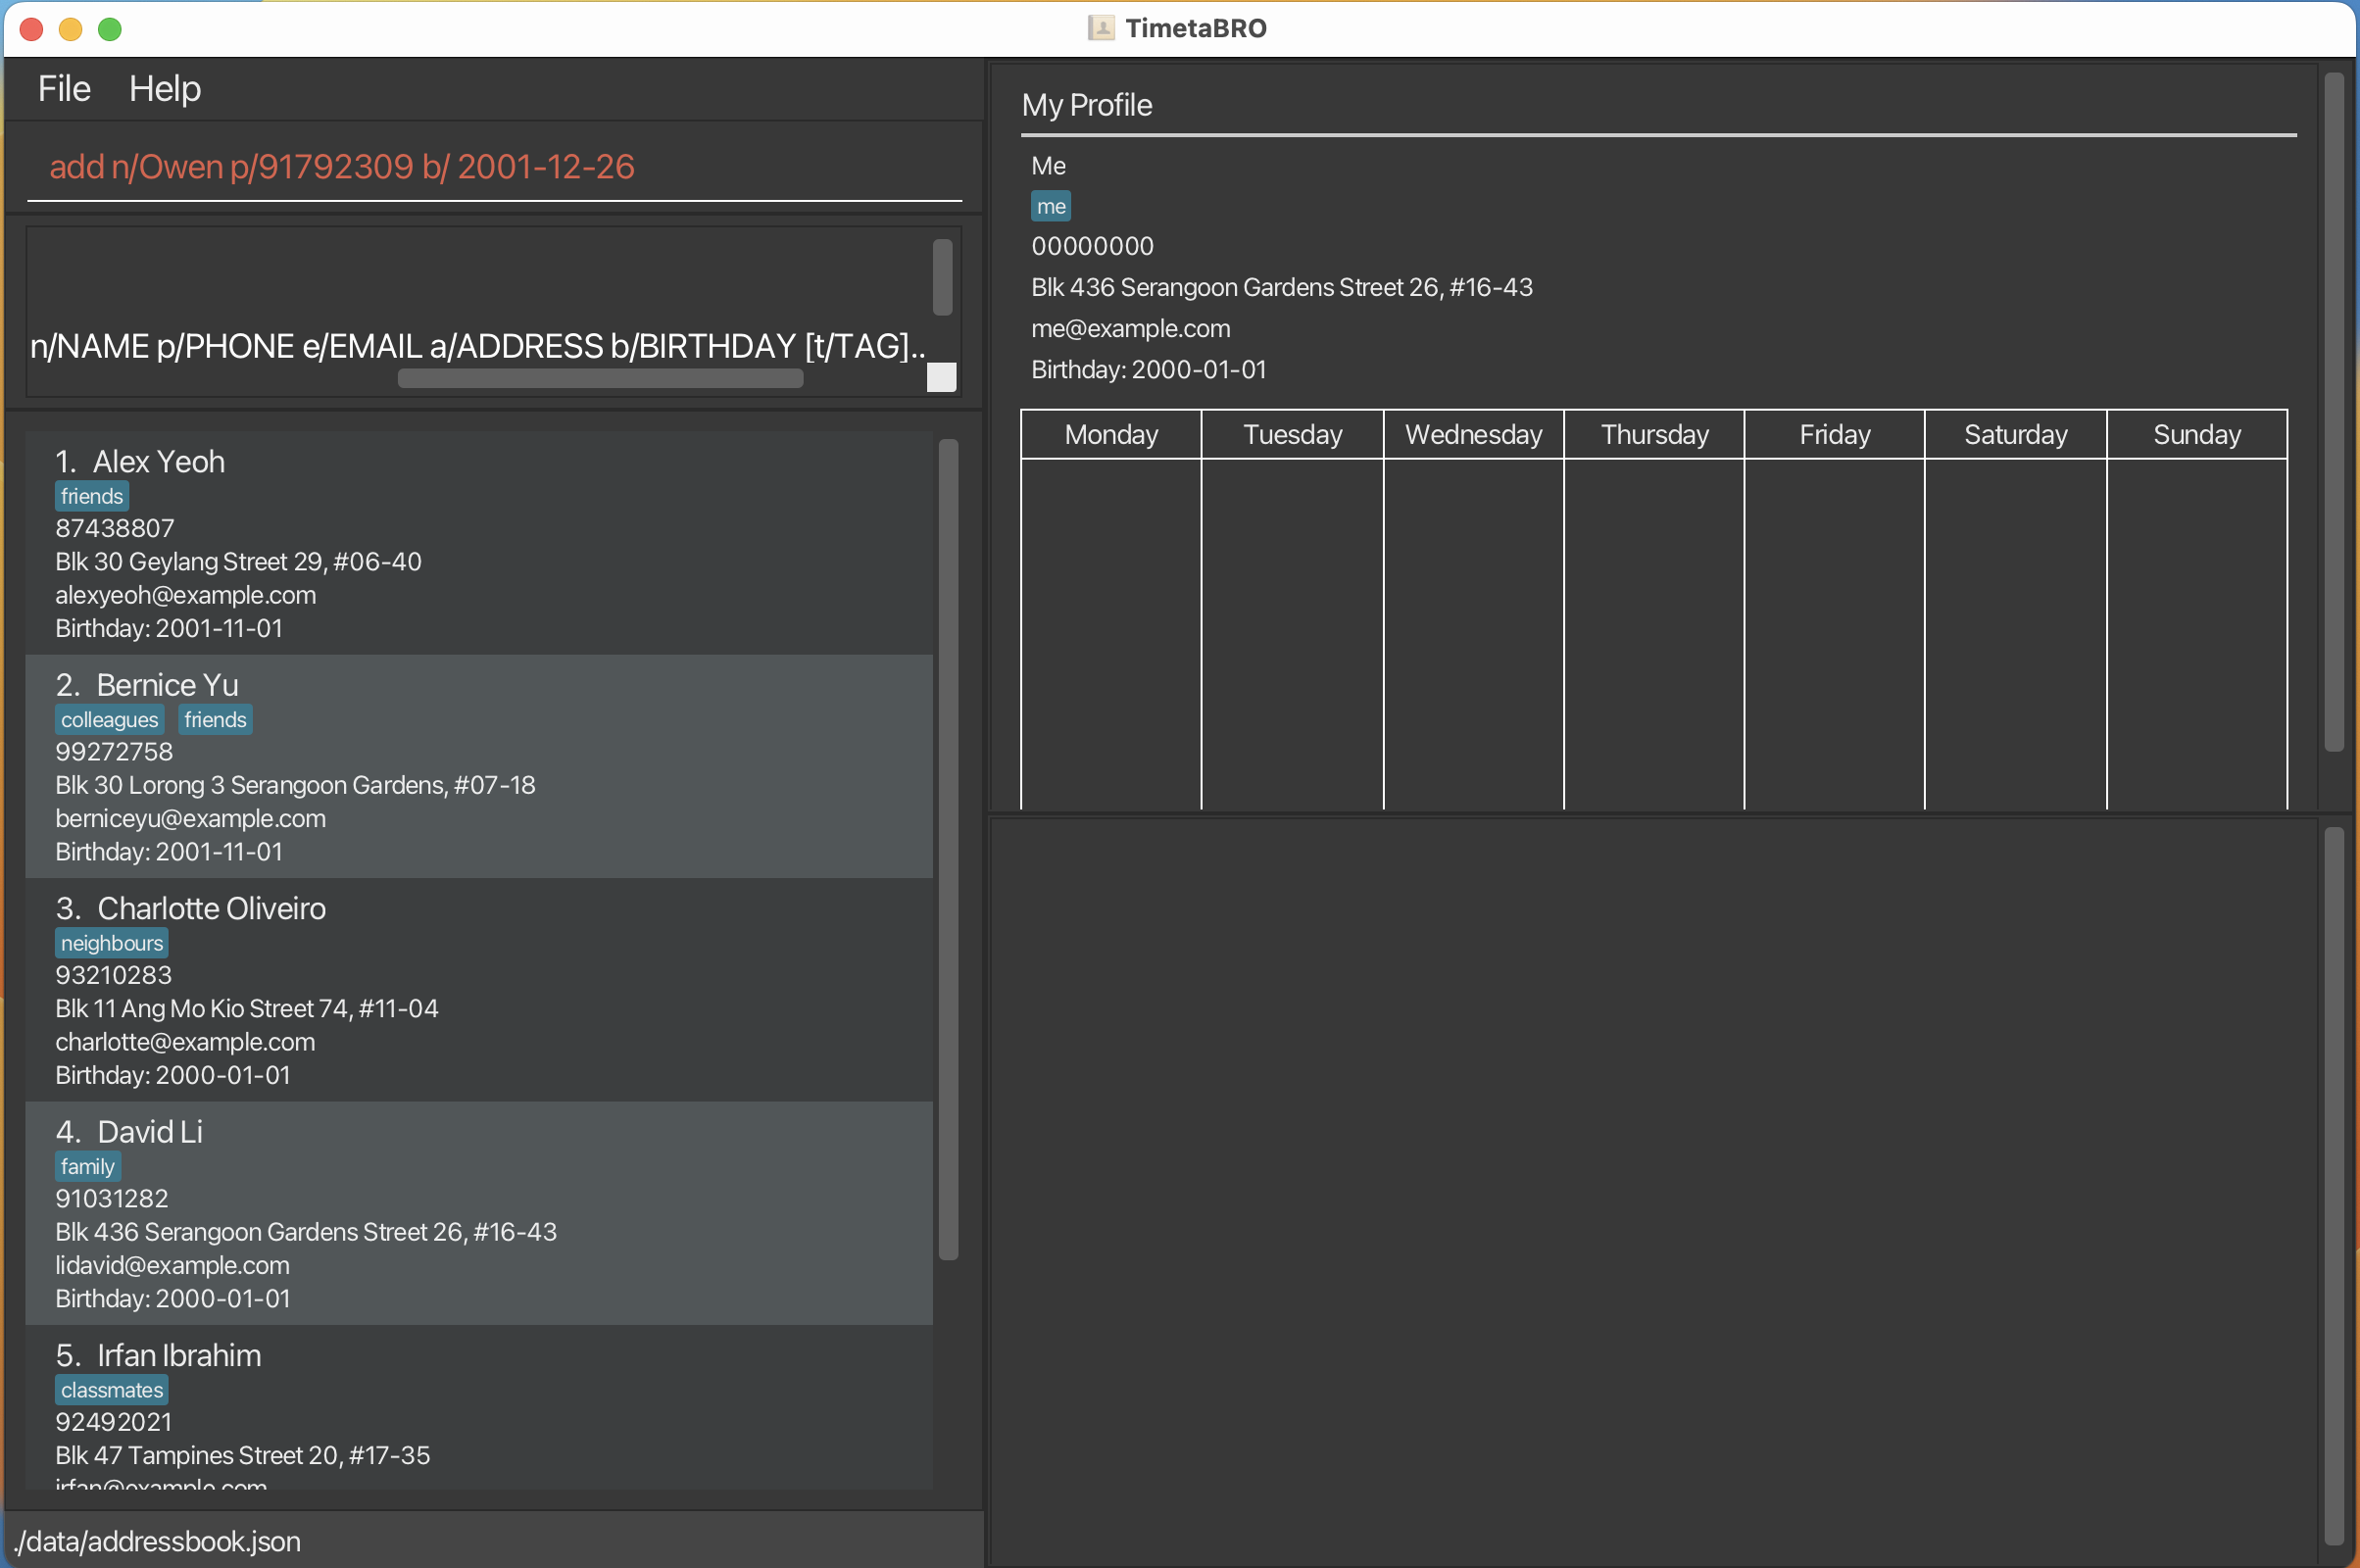 TimetaBRO
File Help
add n/Owen p/91792309 b/ 2001-12-26
n/NAME p/PHONE e/EMAIL a/ADDRESS b/BIRTHDAY [t/TAG]..
1. Alex Yeoh
friends
87438807
Blk 30 Geylang Street 29, #06-40
alexyeoh@example.com
Birthday: 2001-11-01
2. Bernice Yu
colleagues friends
99272758
Blk 30 Lorong 3 Serangoon Gardens, #07-18
berniceyu@example.com
Birthday: 2001-11-01
3. Charlotte Oliveiro
neighbours
93210283
Blk 11 Ang Mo Kio Street 74, #11-04
charlotte@example.com
Birthday: 2000-01-01
4. David Li
family
91031282
Blk 436 Serangoon Gardens Street 26, #16-43
lidavid@example.com
Birthday: 2000-01-01
5. Irfan Ibrahim
classmates
92492021
Blk 47 Tampines Street 20, #17-35
irfan@example.com
./data/addressbook.json
My Profile
Me
me
00000000
Blk 436 Serangoon Gardens Street 26, #16-43
me@example.com
Birthday: 2000-01-01
Monday Tuesday Wednesday Thursday Friday Saturday Sunday